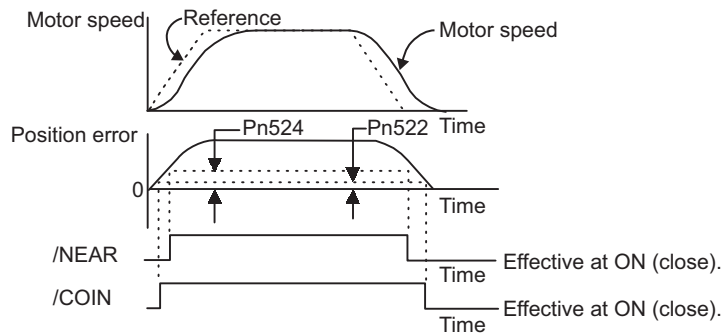 Motor speed
Reference
Motor speed
Time
Position error
Pn524
Pn522
0
Time
/NEAR
Effective at ON (close).
Time
/COIN
Effective at ON (close).
Time